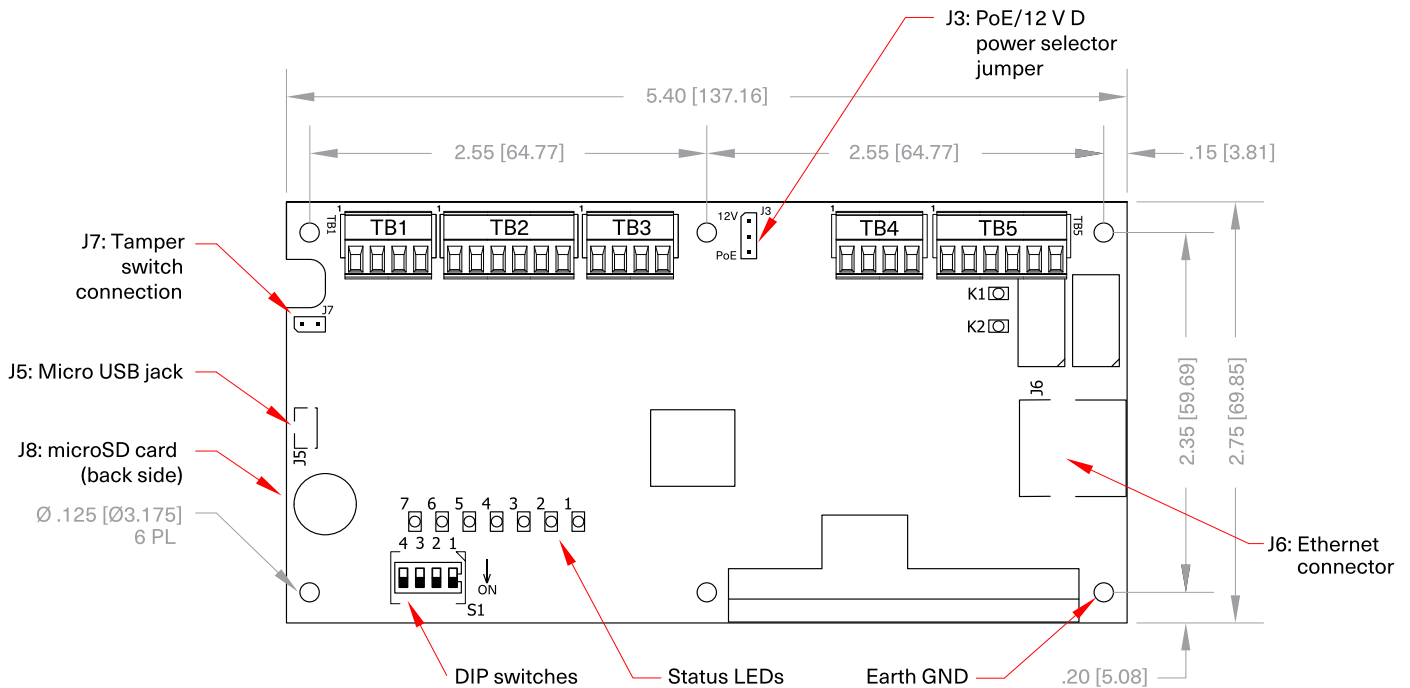 J3: PoE/12 V D
power selector
jumper
5.40 [137.16]
2.55 [64.77]
2.55 [64.77]
.15 [3.81]
1
TB1
TB1
1
TB2
1
TB3
12V
J3
PoE
1
TB4
1
TB5
TB5
J7: Tamper
switch
connection
J7
K1
K2
J5: Micro USB jack
J5
J6
2.35 [59.69]
2.75 [69.85]
J8: microSD card
(back side)
Ø .125 [Ø3.175]
6 PL
7 6 5 4 3 2 1
4 3 2 1
ON
S1
J6: Ethernet
connector
DIP switches
Status LEDs
Earth GND
.20 [5.08]